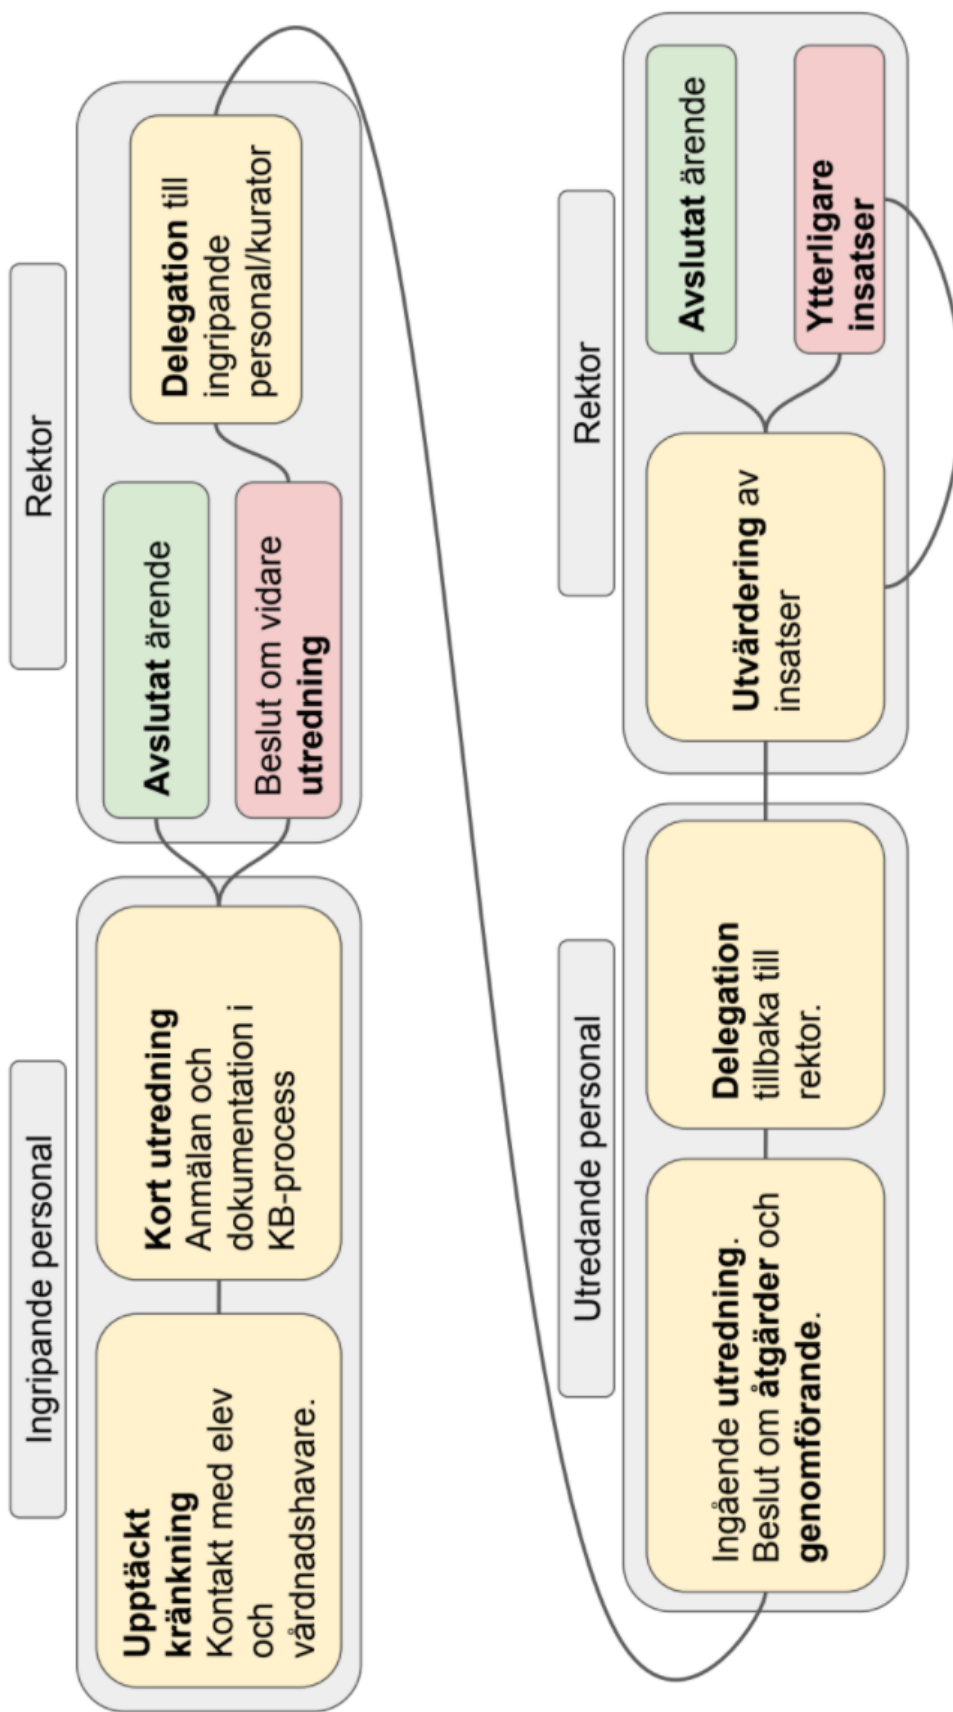 Ingripande personal
Upptäckt
kränkning
Kontakt med elev
och
vårdnadshavare.
Kort utredning
Anmälan och
dokumentation i
KB-process
Rektor
Avslutat ärende
Beslut om vidare
utredning
Delegation till
ingripande
personal/kurator
Utredande personal
Ingående utredning.
Beslut om åtgärder och
genomförande.
Delegation
tillbaka till
rektor.
Rektor
Utvärdering av
insatser
Avslutat ärende
Ytterligare
insatser